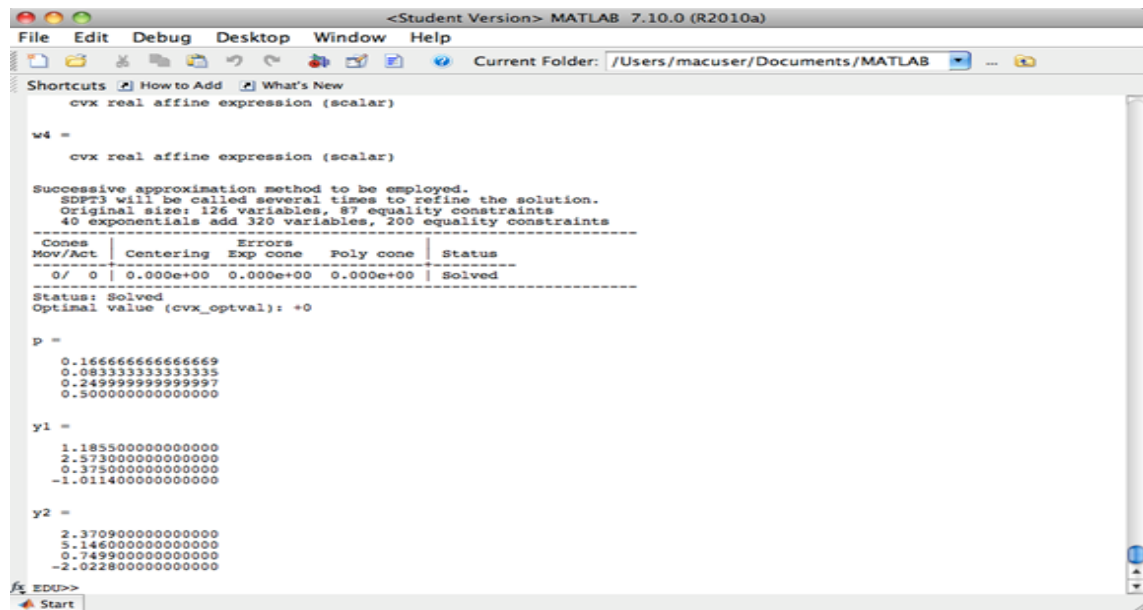 <Student Version> MATLAB 7.10.0 (R2010a)
File Edit Debug Desktop Window Help
Current Folder: /Users/macuser/Documents/MATLAB ...
Shortcuts How to Add What's New
cvx real affine expression (scalar)
w4 =
cvx real affine expression (scalar)
Successive approximation method to be employed.
SDPT3 will be called several times to refine the solution.
Original size: 126 variables, 87 equality constraints
40 exponentials add 320 variables, 200 equality constraints
-----------------------------------------------------------------
Cones | Errors |
Mov/Act | Centering Exp cone Poly cone | Status
--------+---------------------------------+---------
0/ 0 | 0.000e+00 0.000e+00 0.000e+00 | Solved
-----------------------------------------------------------------
Status: Solved
Optimal value (cvx_optval): +0
p =
0.166666666666669
0.083333333333335
0.249999999999997
0.500000000000000
y1 =
1.185500000000000
2.573000000000000
0.375000000000000
-1.011400000000000
y2 =
2.370900000000000
5.146000000000000
0.749900000000000
-2.022800000000000
fx EDU>>
Start